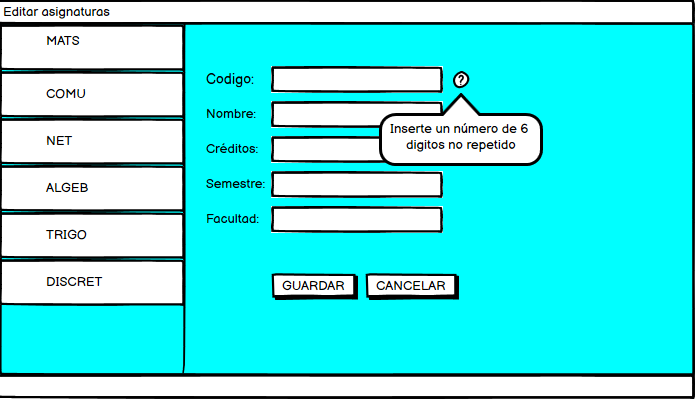 Editar asignaturas
MATS
COMU
NET
ALGEB
TRIGO
DISCRET
Codigo:
?
Nombre:
Inserte un número de 6
digitos no repetido
Créditos:
Semestre:
Facultad:
GUARDAR
CANCELAR